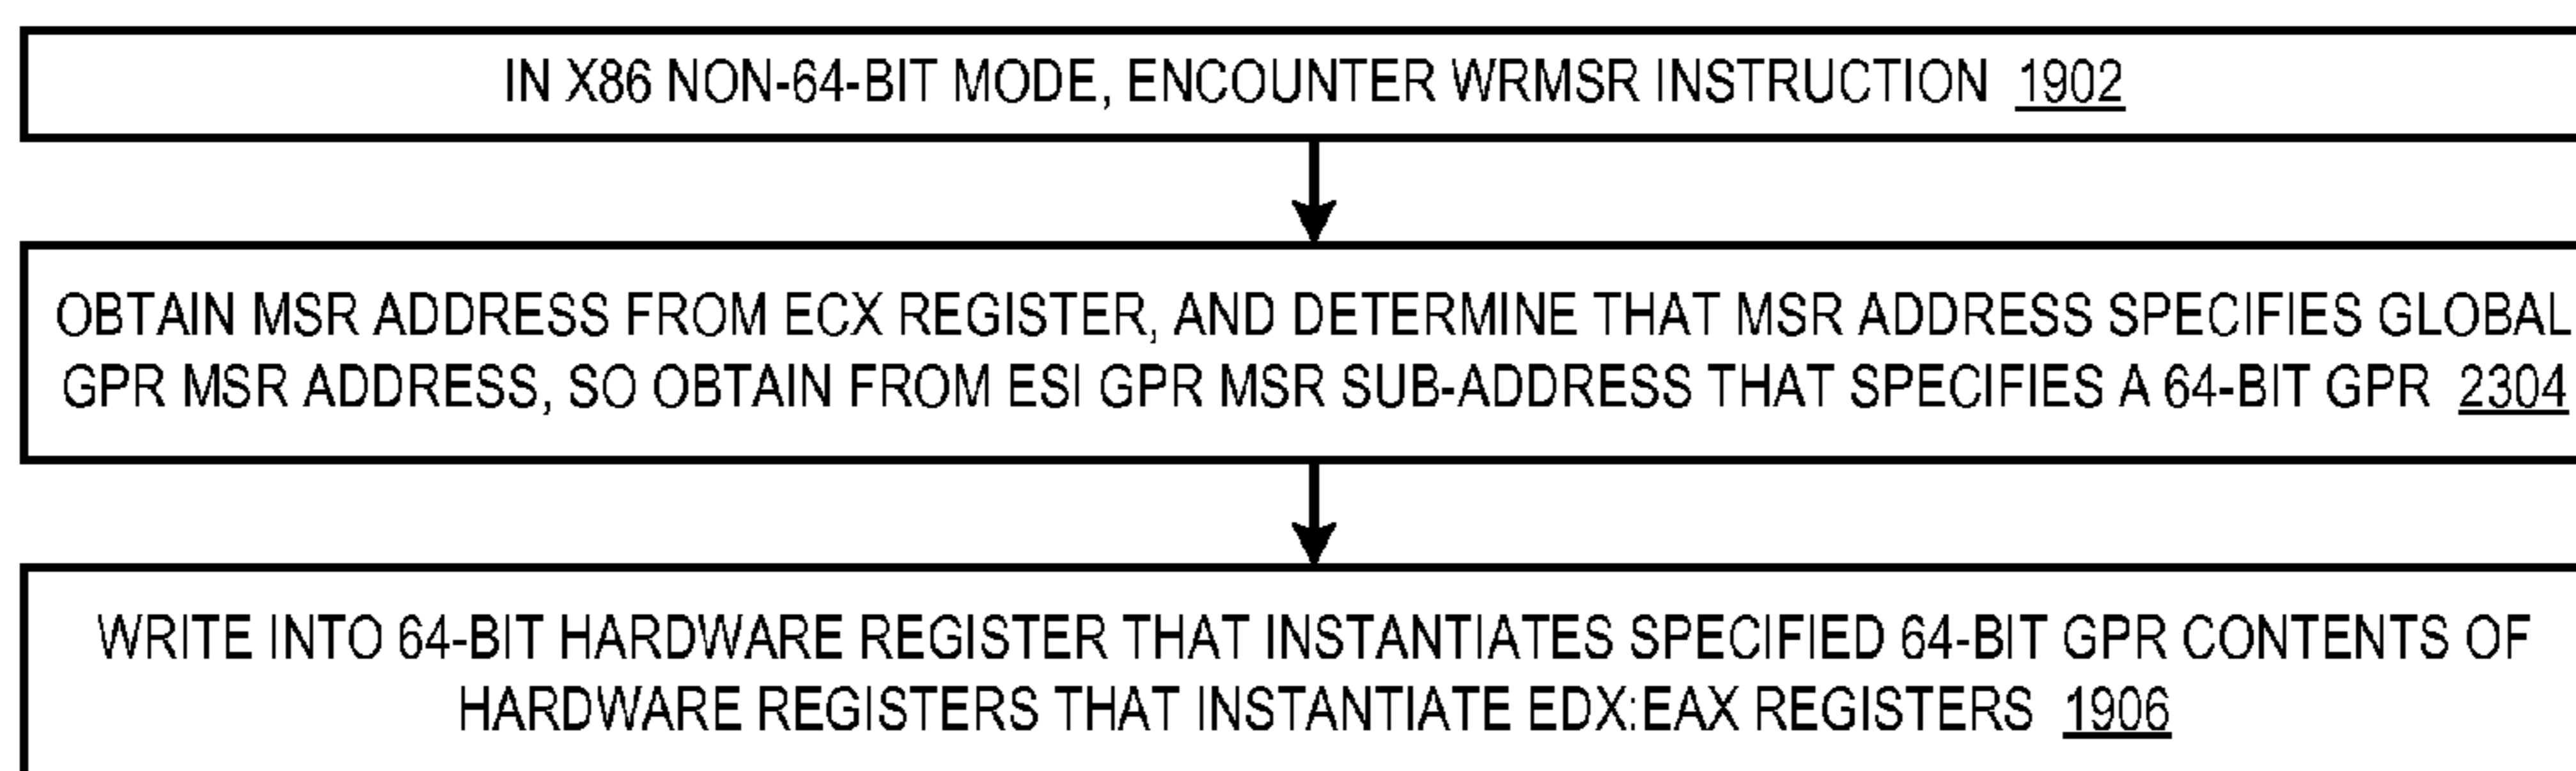 IN X86 NON-64-BIT MODE, ENCOUNTER WRMSR INSTRUCTION 1902
OBTAIN MSR ADDRESS FROM ECX REGISTER, AND DETERMINE THAT MSR ADDRESS SPECIFIES GLOBAL
GPR MSR ADDRESS, SO OBTAIN FROM ESI GPR MSR SUB-ADDRESS THAT SPECIFIES A 64-BIT GPR 2304
WRITE INTO 64-BIT HARDWARE REGISTER THAT INSTANTIATES SPECIFIED 64-BIT GPR CONTENTS OF
HARDWARE REGISTERS THAT INSTANTIATE EDX:EAX REGISTERS 1906